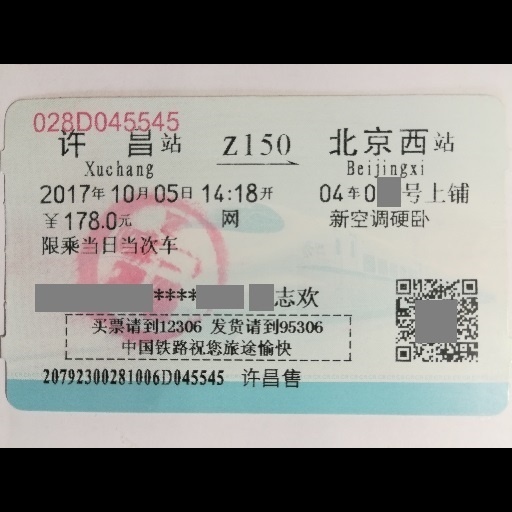 028D045545
许昌站 Z150 北京西站
Xuchang Beijingxi
2017年10月05日 14:18开 04车0 号上铺
￥178.0元 网 新空调硬卧
限乘当日当次车
**** 志欢
买票请到12306 发货请到95306
中国铁路祝您旅途愉快
20792300281006D045545 许昌售